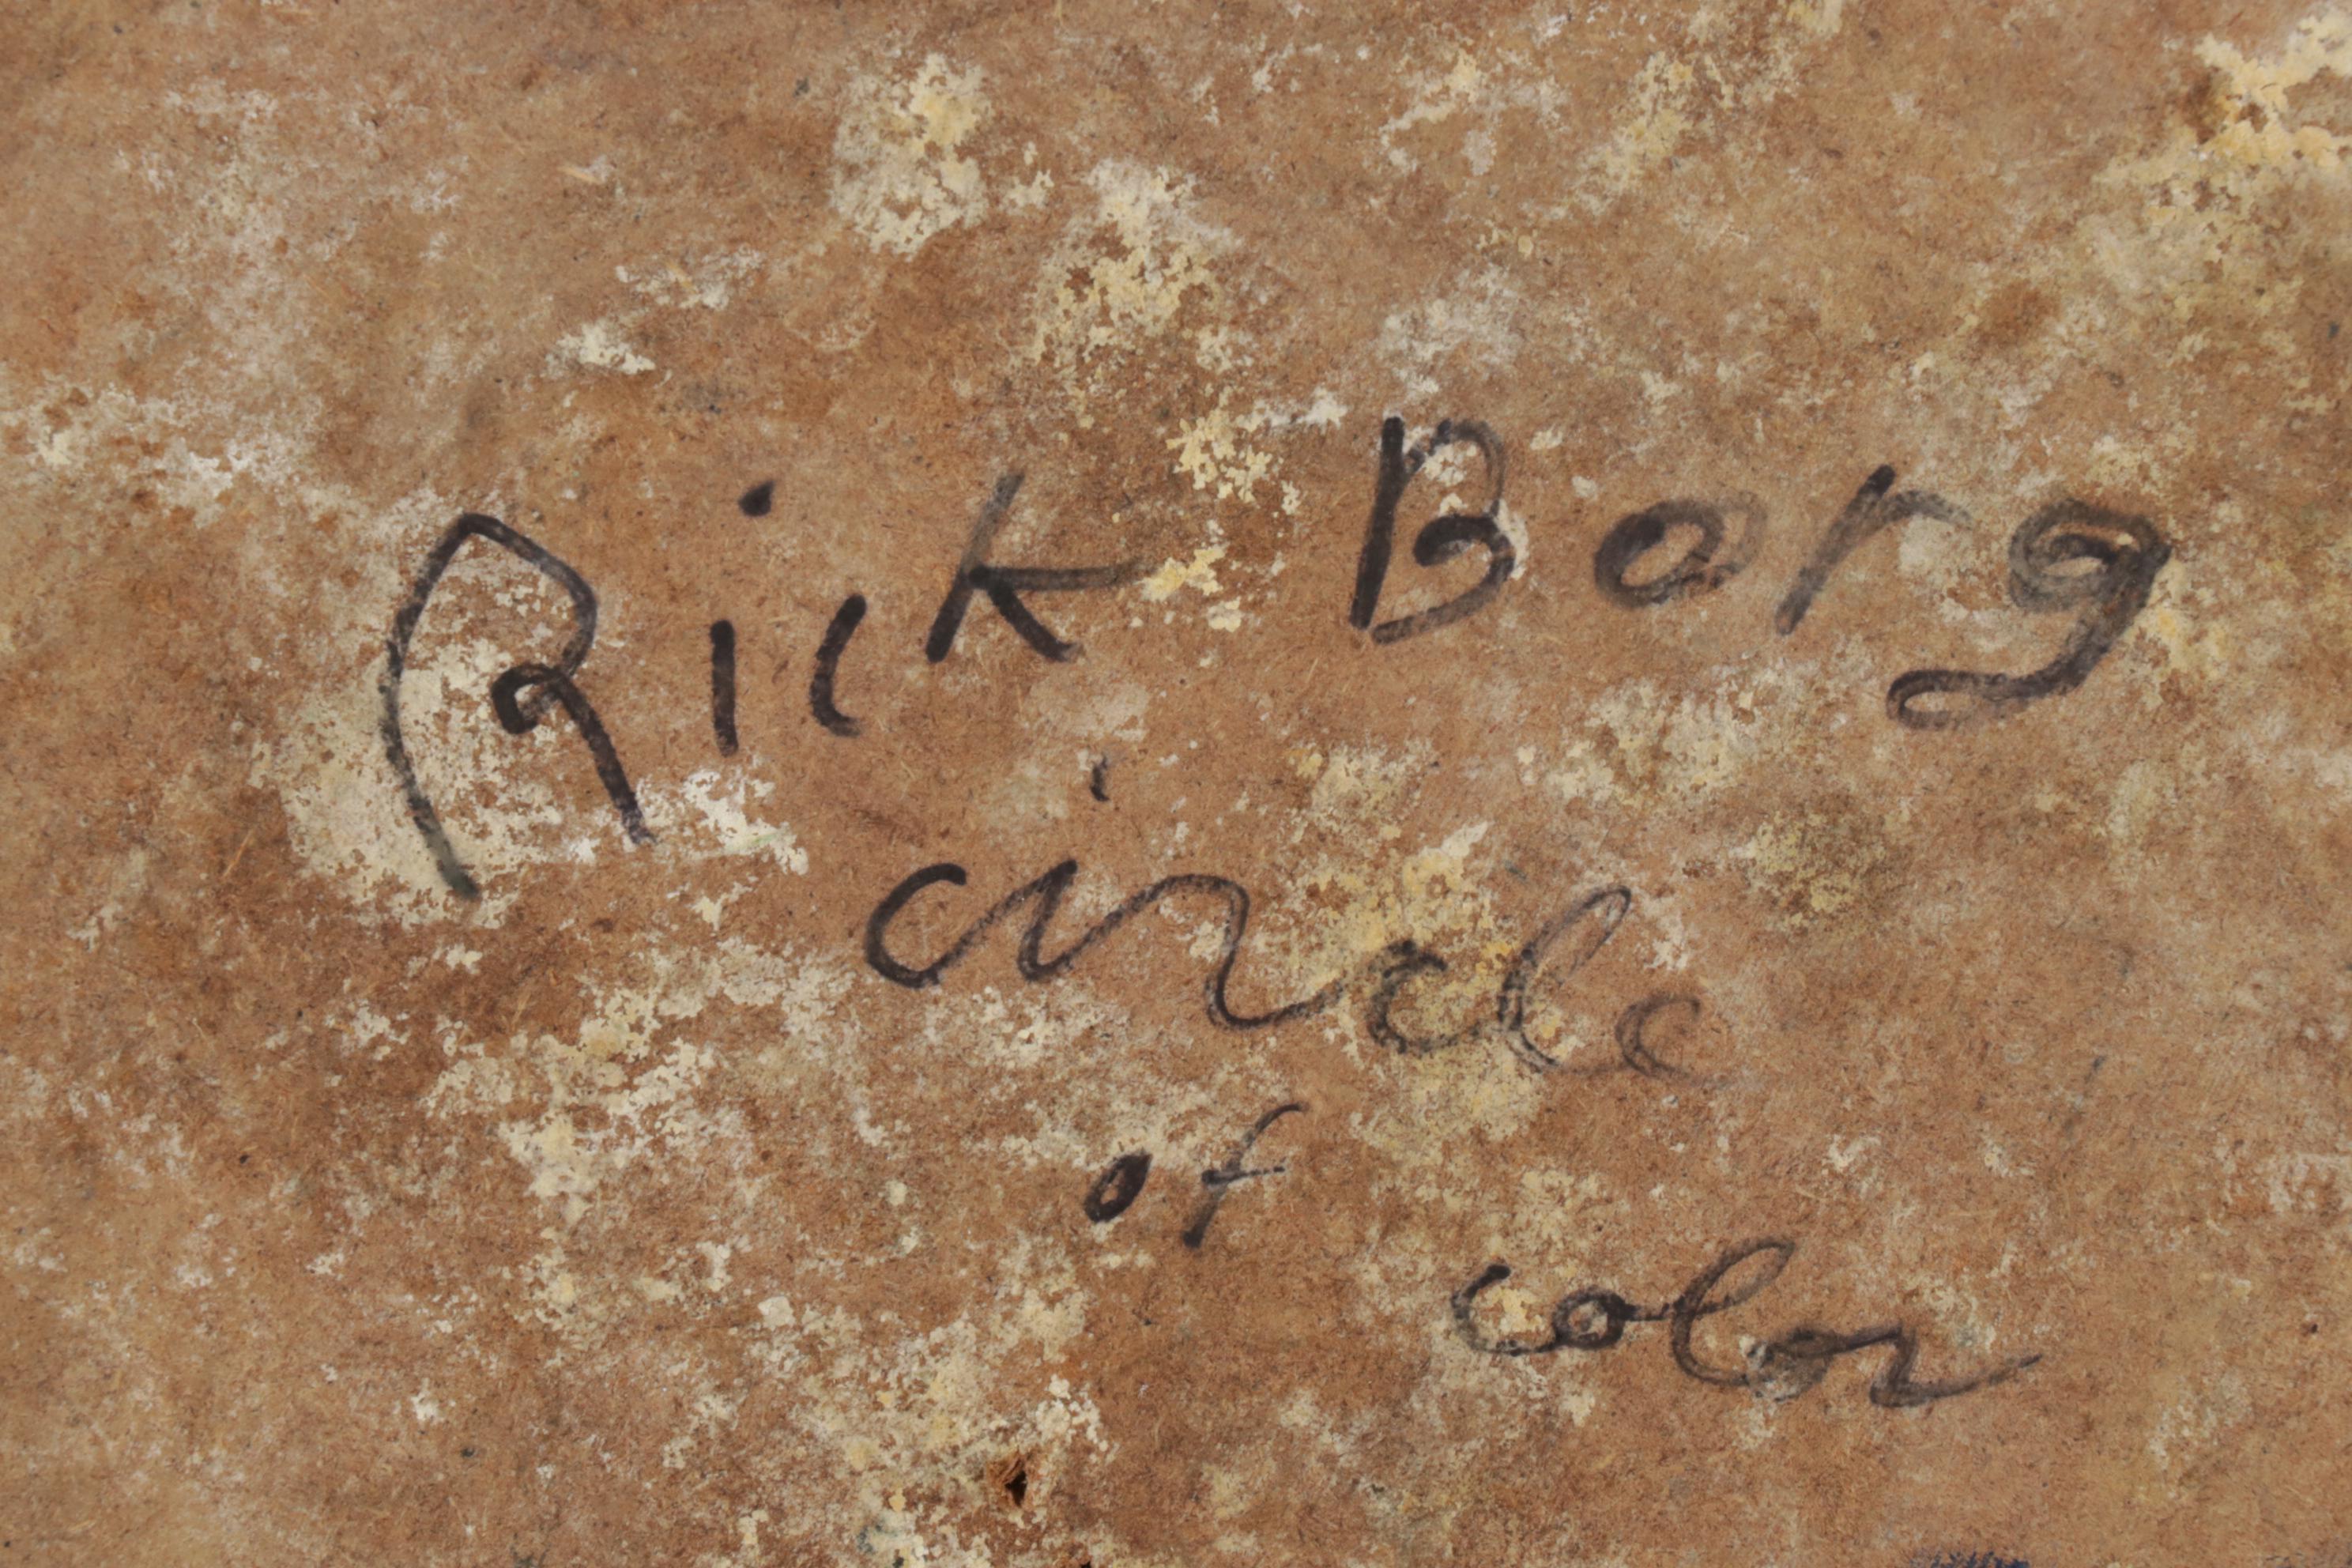 Rick Borg
circle
of
color